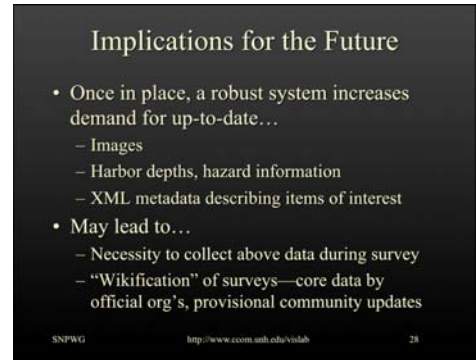 Implications for the Future
• Once in place, a robust system increases
demand for up-to-date…
– Images
– Harbor depths, hazard information
– XML metadata describing items of interest
• May lead to…
– Necessity to collect above data during survey
– “Wikification” of surveys—core data by
official org's, provisional community updates
SNPWG http://www.ccom.unh.edu/vislab 28